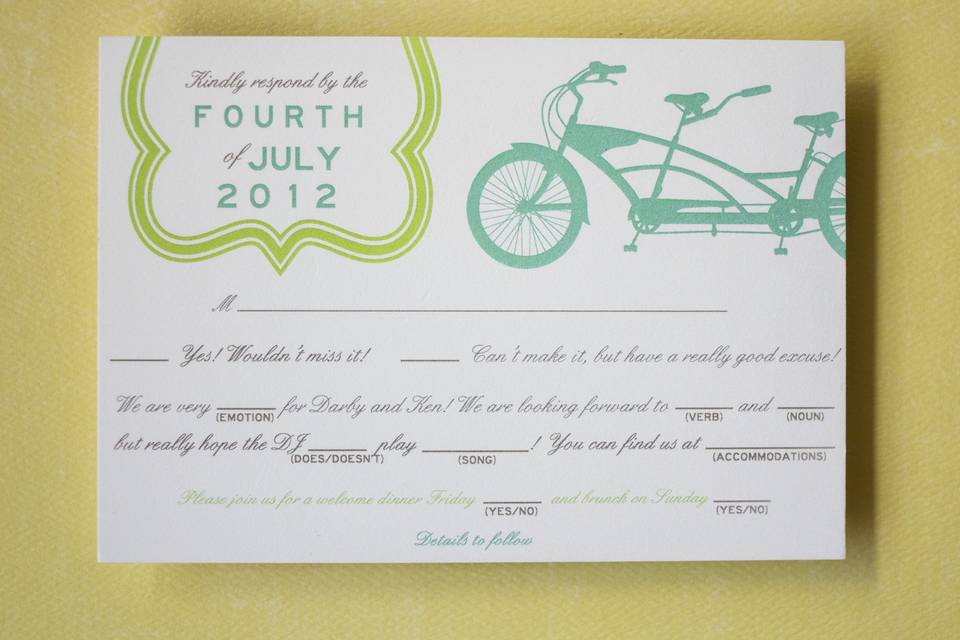 Kindly respond by the
FOURTH
of JULY
2012
M
Yes! Wouldn't miss it! Can't make it, but have a really good excuse!
We are very for Darby and Ken! We are looking forward to and
(EMOTION) (VERB) (NOUN)
but really hope the DJ play ! You can find us at
(DOES/DOESN'T) (SONG) (ACCOMMODATIONS)
Please join us for a welcome dinner Friday and brunch on Sunday
(YES/NO) (YES/NO)
Details to follow